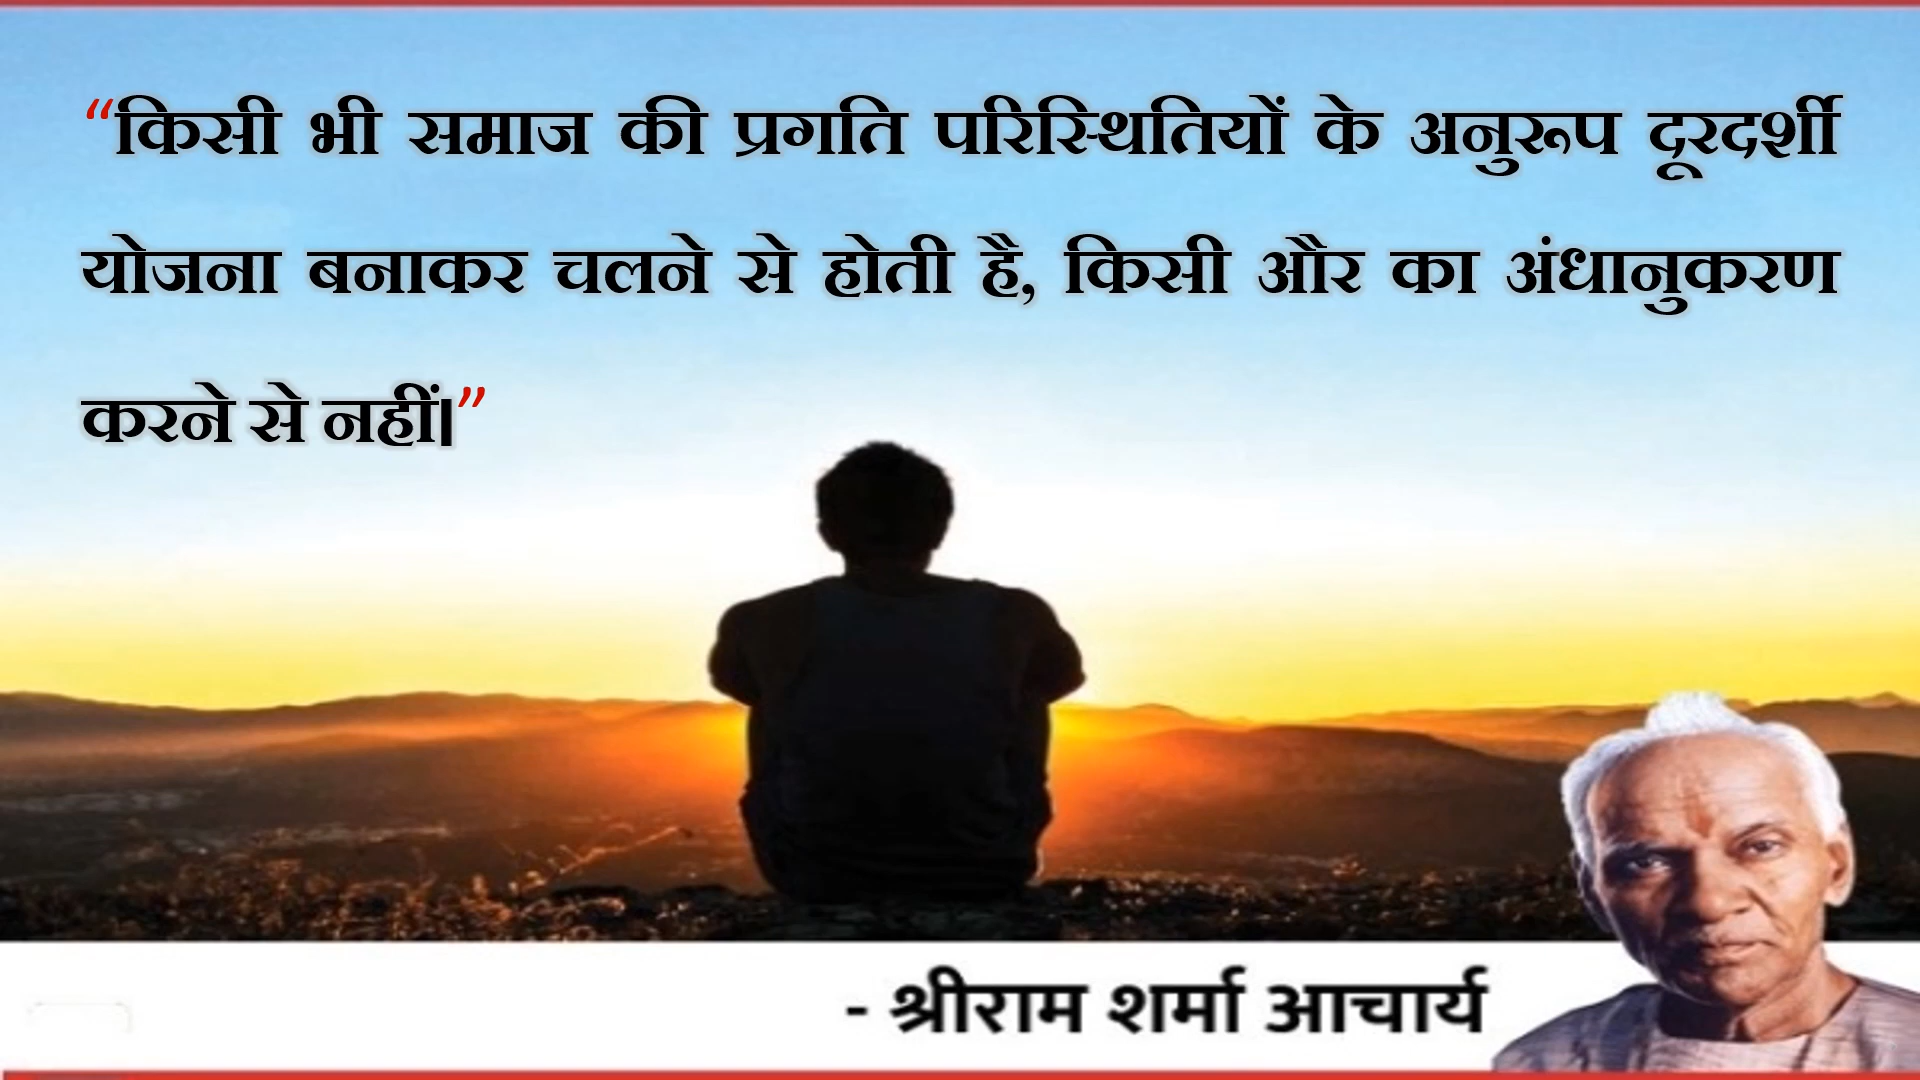 “किसी भी समाज की प्रगति परिस्थितियों के अनुरूप दूरदर्शी
योजना बनाकर चलने से होती है, किसी और का अंधानुकरण
करने से नहीं।”
- श्रीराम शर्मा आचार्य